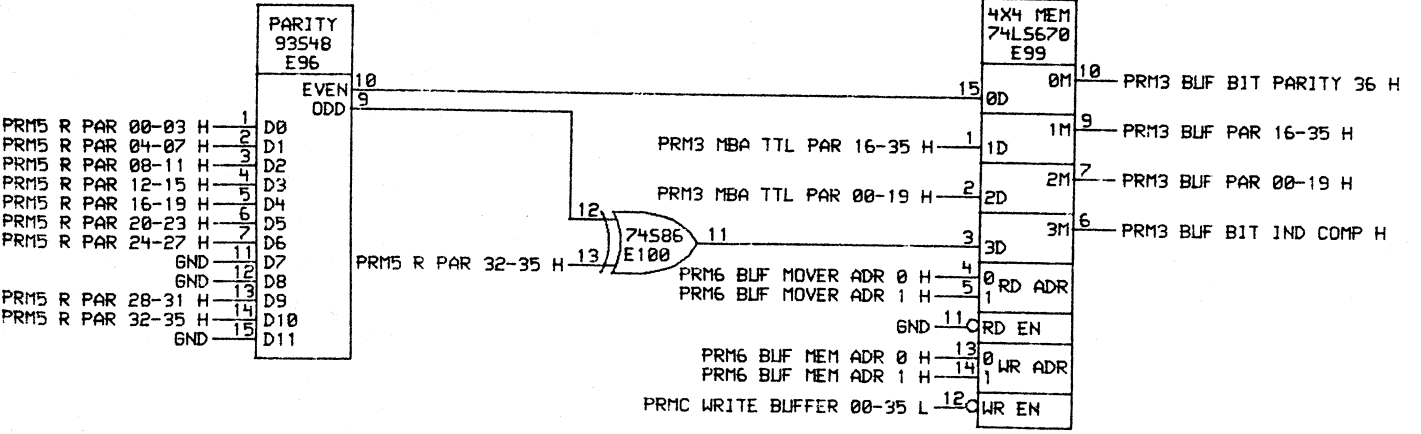 PARITY
93S48
E96
EVEN 10
ODD 9
PRM5 R PAR 00-03 H 1 D0
PRM5 R PAR 04-07 H 2 D1
PRM5 R PAR 08-11 H 3 D2
PRM5 R PAR 12-15 H 4 D3
PRM5 R PAR 16-19 H 5 D4
PRM5 R PAR 20-23 H 6 D5
PRM5 R PAR 24-27 H 7 D6
GND 11 D7
GND 12 D8
PRM5 R PAR 28-31 H 13 D9
PRM5 R PAR 32-35 H 14 D10
GND 15 D11
12
PRM5 R PAR 32-35 H 13
74S86
E100
11
4X4 MEM
74LS670
E99
15 0D
0M 10 PRM3 BUF BIT PARITY 36 H
PRM3 MBA TTL PAR 16-35 H 1 1D
1M 9 PRM3 BUF PAR 16-35 H
PRM3 MBA TTL PAR 00-19 H 2 2D
2M 7 PRM3 BUF PAR 00-19 H
3 3D
3M 6 PRM3 BUF BIT IND COMP H
PRM6 BUF MOVER ADR 0 H 4 0
PRM6 BUF MOVER ADR 1 H 5 1
RD ADR
GND 11 RD EN
PRM6 BUF MEM ADR 0 H 13 0
PRM6 BUF MEM ADR 1 H 14 1
WR ADR
PRMC WRITE BUFFER 00-35 L 12 WR EN